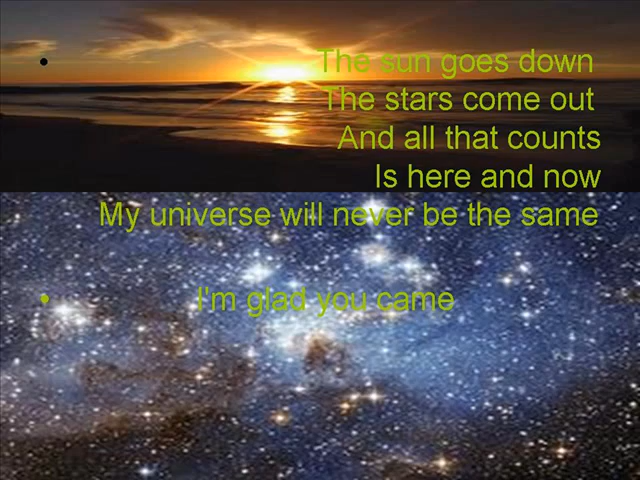 • The sun goes down
The stars come out
And all that counts
Is here and now
My universe will never be the same
• I'm glad you came